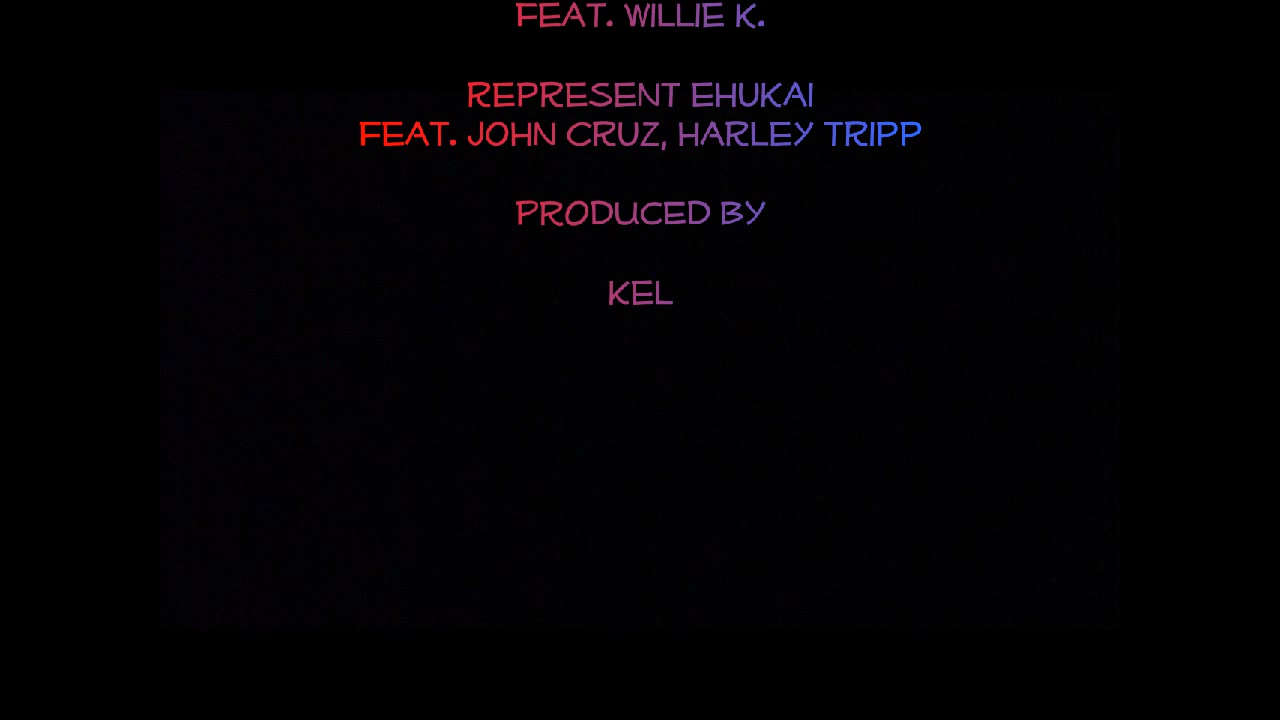 FEAT. WILLIE K.
REPRESENT EHUKAI
FEAT. JOHN CRUZ, HARLEY TRIPP
PRODUCED BY
KEL